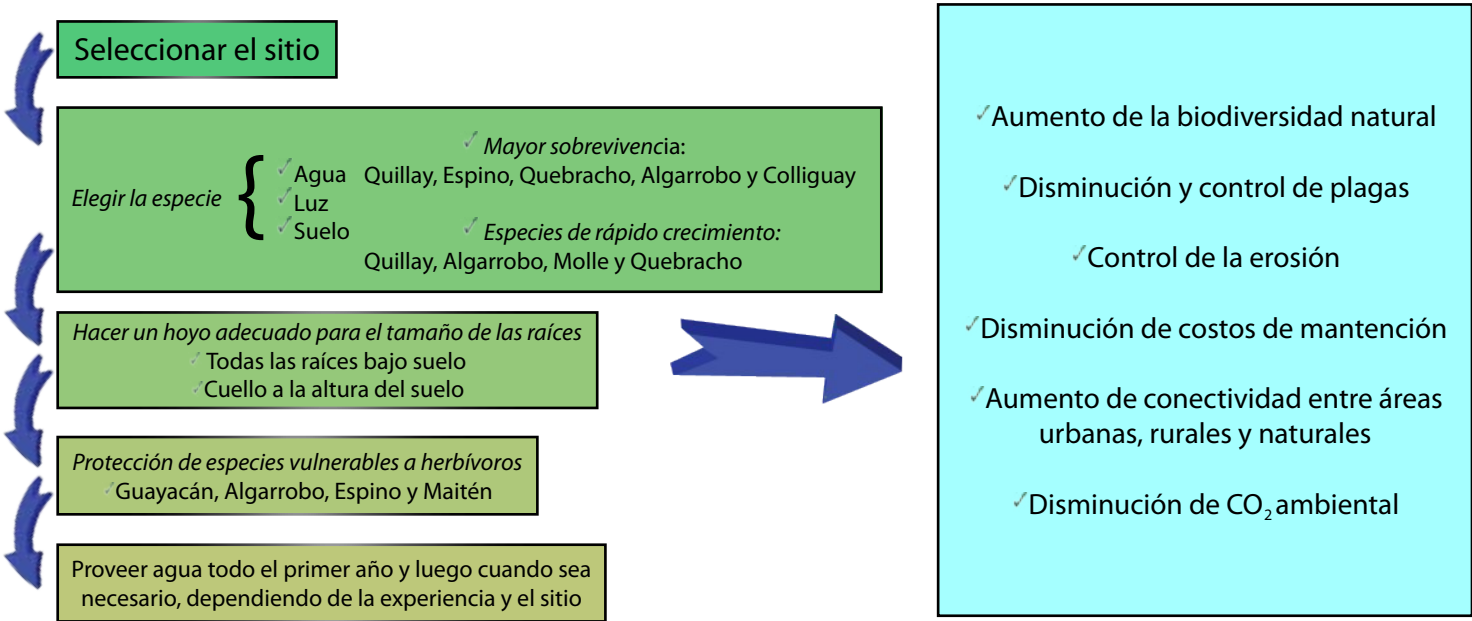 Seleccionar el sitio
Elegir la especie {
✓Agua
✓Luz
✓Suelo
✓Mayor sobrevivencia:
Quillay, Espino, Quebracho, Algarrobo y Colliguay
✓Especies de rápido crecimiento:
Quillay, Algarrobo, Molle y Quebracho
Hacer un hoyo adecuado para el tamaño de las raíces
✓Todas las raíces bajo suelo
✓Cuello a la altura del suelo
Protección de especies vulnerables a herbívoros
✓Guayacán, Algarrobo, Espino y Maitén
Proveer agua todo el primer año y luego cuando sea
necesario, dependiendo de la experiencia y el sitio
✓Aumento de la biodiversidad natural
✓Disminución y control de plagas
✓Control de la erosión
✓Disminución de costos de mantención
✓Aumento de conectividad entre áreas
urbanas, rurales y naturales
✓Disminución de CO₂ ambiental